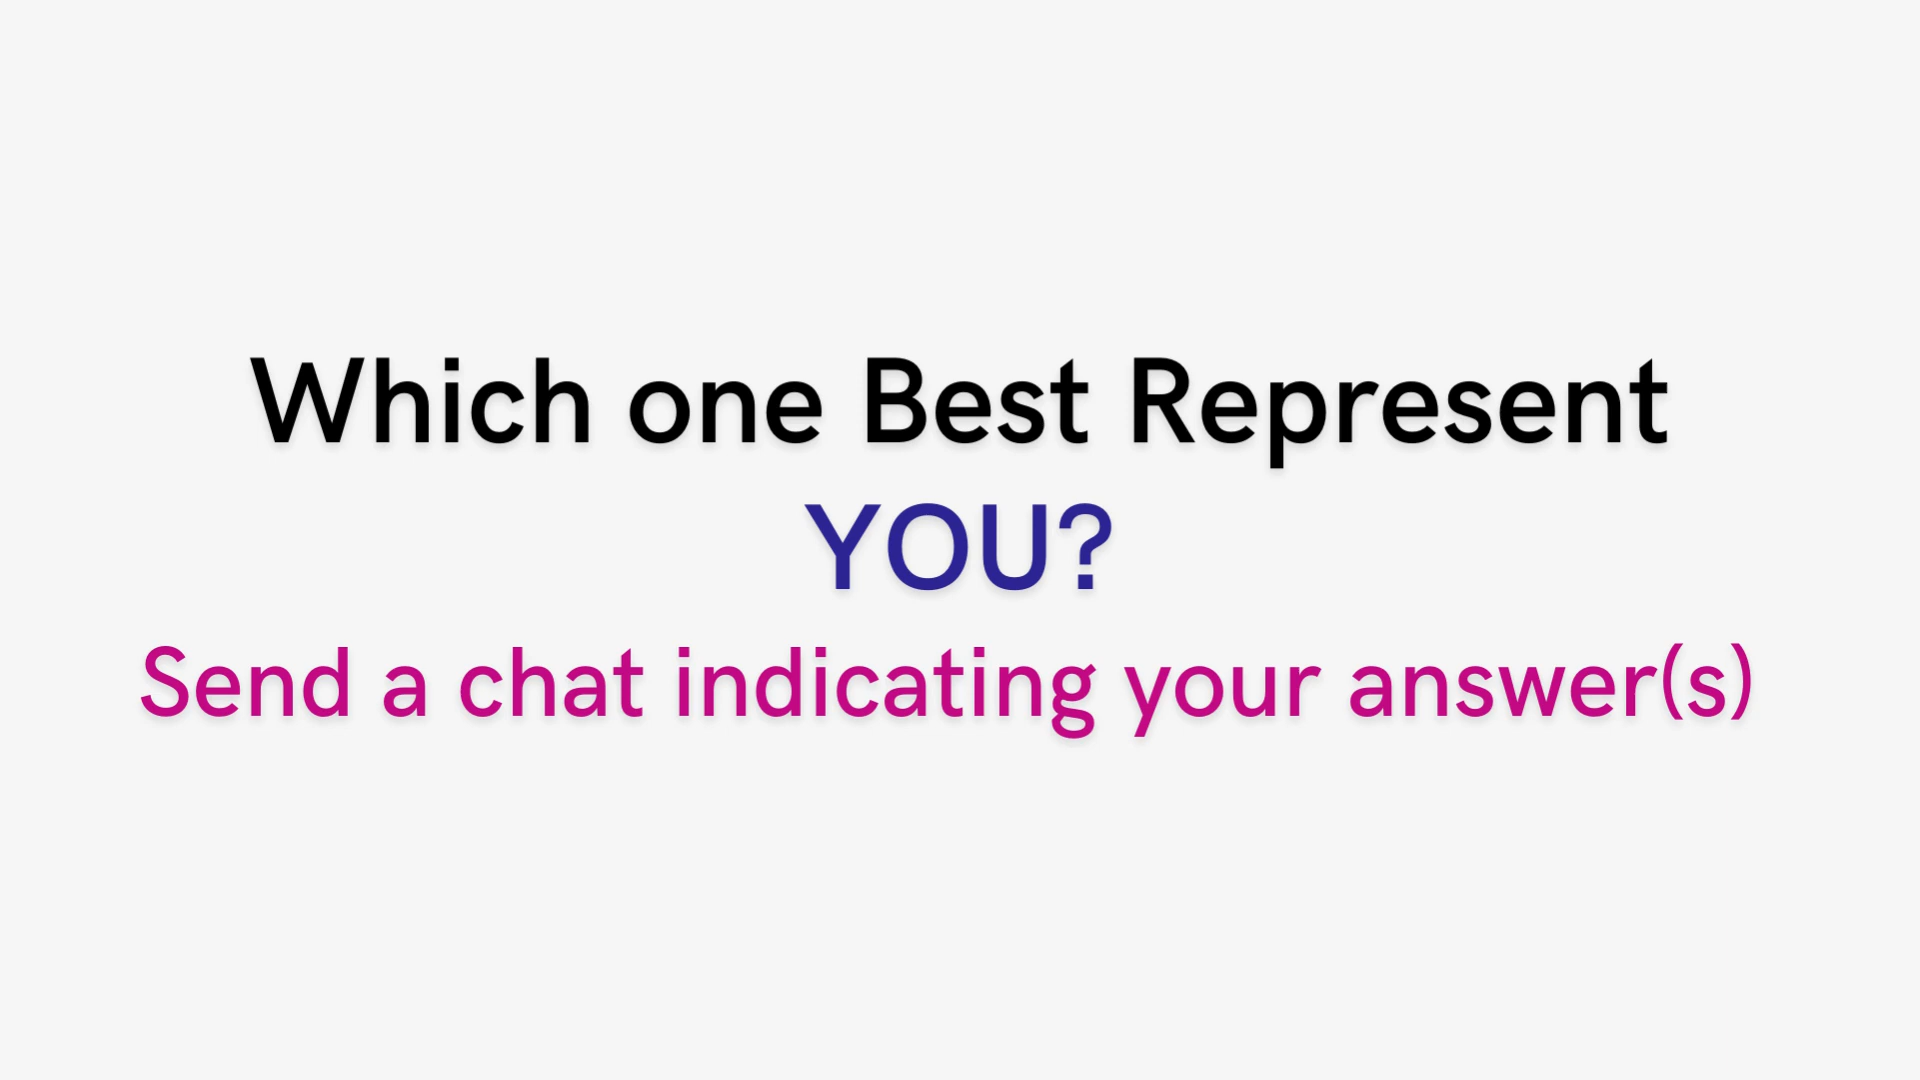 Which one Best Represent
YOU?
Send a chat indicating your answer(s)